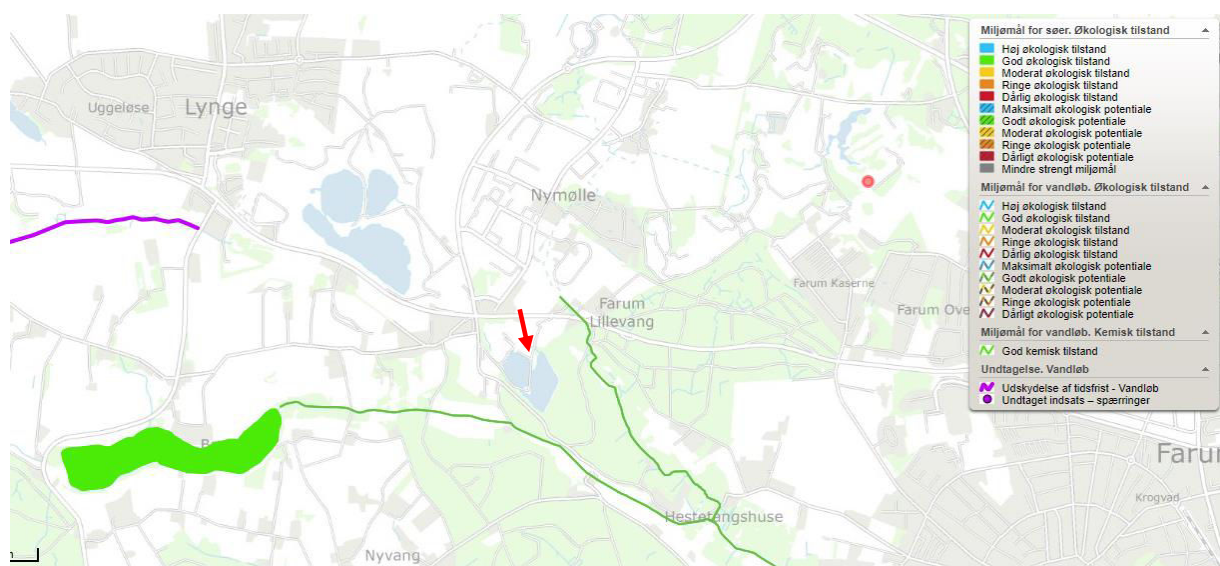 Miljømål for søer. Økologisk tilstand
Høj økologisk tilstand
God økologisk tilstand
Moderat økologisk tilstand
Ringe økologisk tilstand
Dårlig økologisk tilstand
Maksimalt økologisk potentiale
Godt økologisk potentiale
Moderat økologisk potentiale
Ringe økologisk potentiale
Dårligt økologisk potentiale
Mindre strengt miljømål
Miljømål for vandløb. Økologisk tilstand
Høj økologisk tilstand
God økologisk tilstand
Moderat økologisk tilstand
Ringe økologisk tilstand
Dårlig økologisk tilstand
Maksimalt økologisk potentiale
Godt økologisk potentiale
Moderat økologisk potentiale
Ringe økologisk potentiale
Dårligt økologisk potentiale
Miljømål for vandløb. Kemisk tilstand
God kemisk tilstand
Undtagelse. Vandløb
Udskydelse af tidsfrist - Vandløb
Undtaget indsats – spærringer
Uggeløse
Lynge
Nymølle
Farum Kaserne
Farum
Lillevang
Farum Ove
Farum
Krogvad
Hestetangshuse
Nyvang